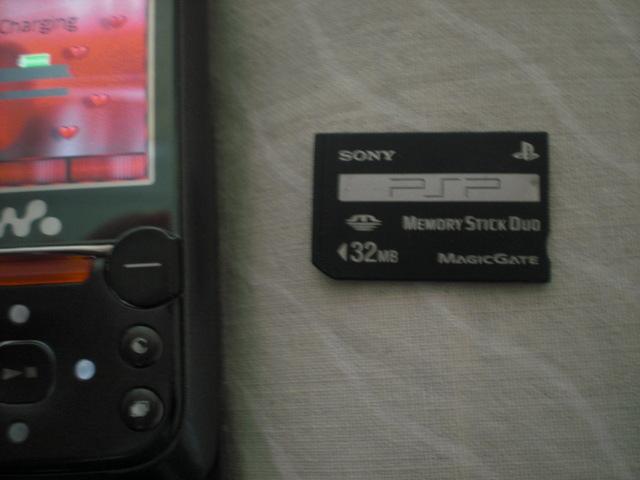 Charging
SONY
PSP
MEMORY STICK DUO
32MB
MAGICGATE